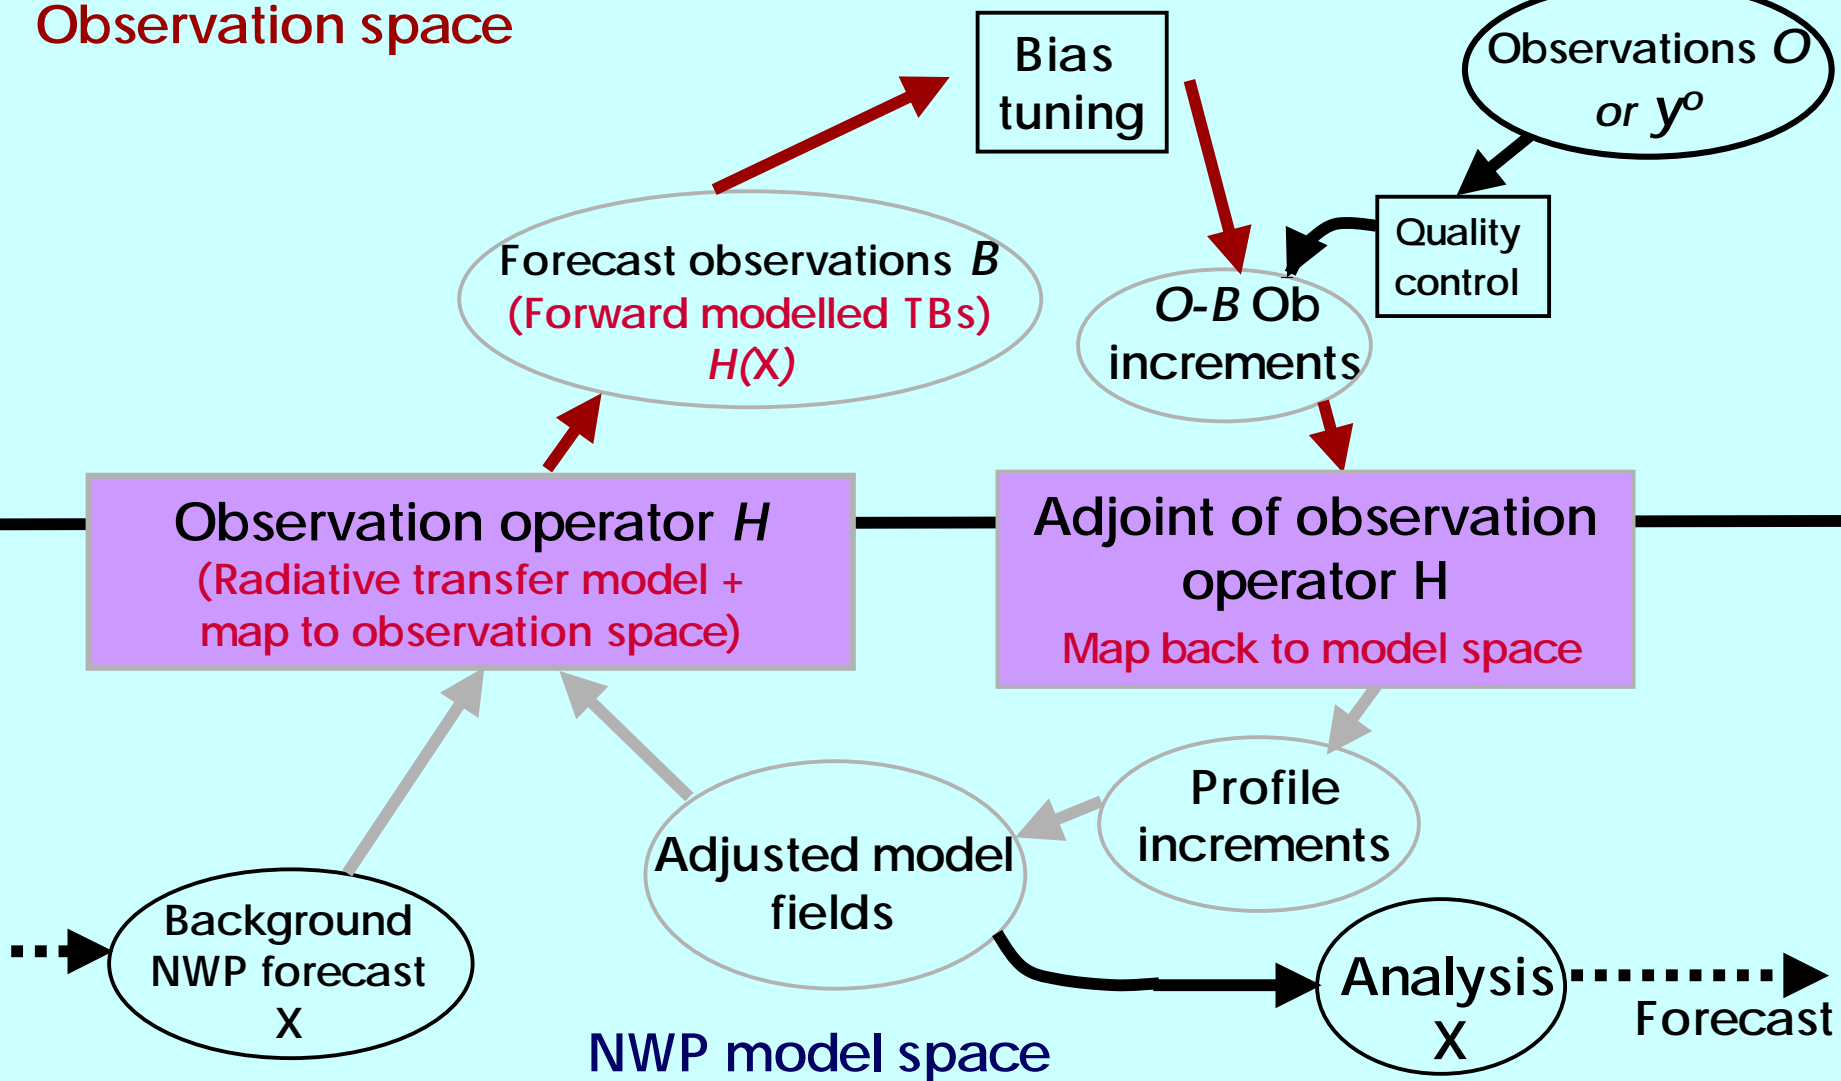 Observation space
Bias
tuning
Observations O
or yᵒ
Quality
control
Forecast observations B
(Forward modelled TBs)
H(X)
O-B Ob
increments
Observation operator H
(Radiative transfer model +
map to observation space)
Adjoint of observation
operator H
Map back to model space
Profile
increments
Adjusted model
fields
Background
NWP forecast
X
Analysis
X
Forecast
NWP model space